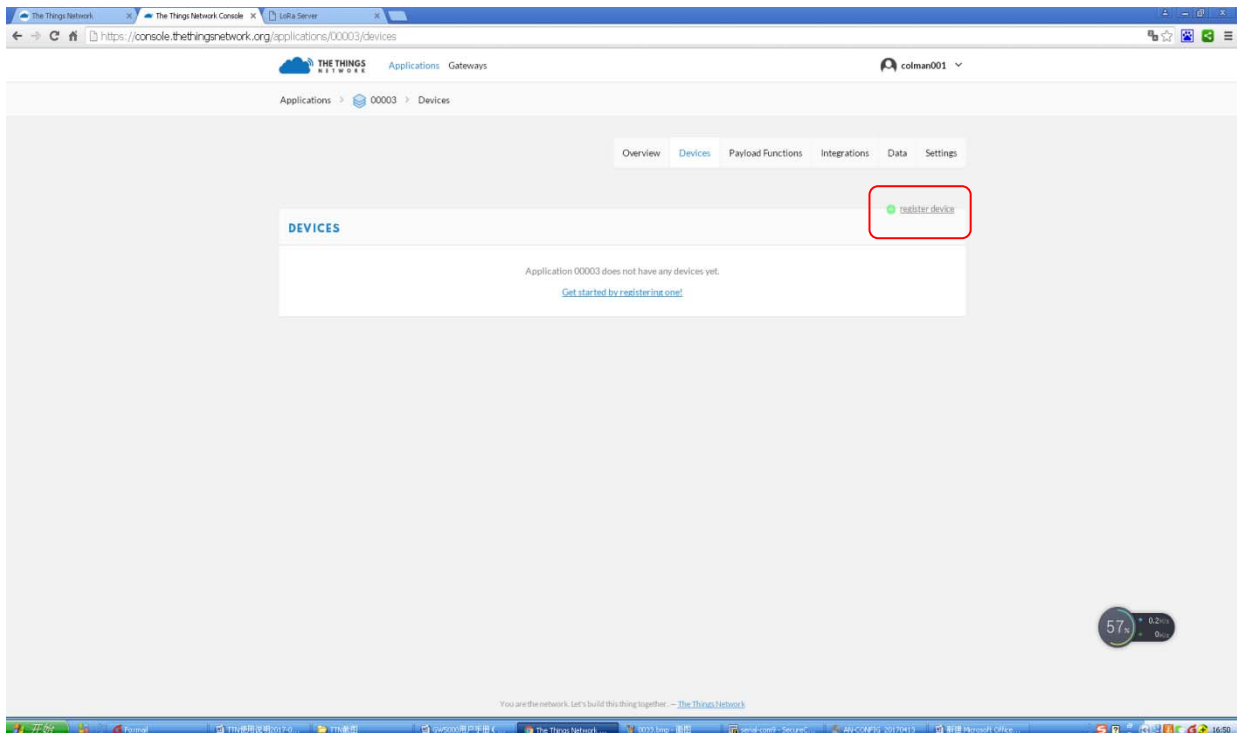 The Things Network
The Things Network Console
LoRa Server
https://console.thethingsnetwork.org/applications/00003/devices
THE THINGS NETWORK
Applications Gateways
colman001
Applications > 00003 > Devices
Overview Devices Payload Functions Integrations Data Settings
register device
DEVICES
Application 00003 does not have any devices yet.
Get started by registering one!
57%
You are the network. Let's build this thing together. — The Things Network
开始
Formal
TTN使用说明2017-0...
TTN截图
GW5000用户手册(...
The Things Network...
0033.bmp - 画图
serial-com9 - SecureC...
AN-CONFIG_20170413
新建 Microsoft Office...
16:50